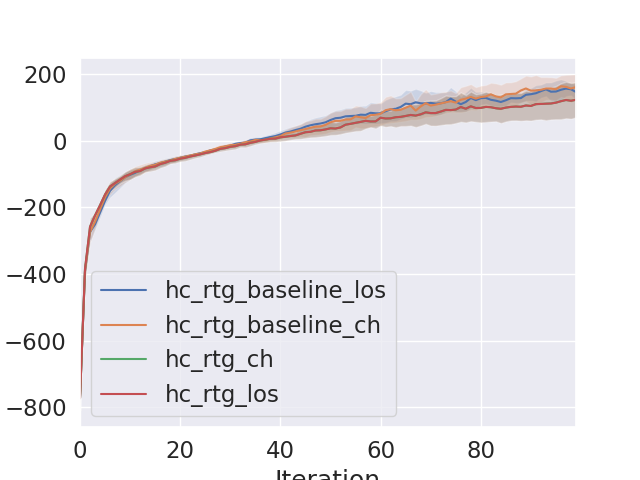 200
0
−200
−400
−600
−800
hc_rtg_baseline_los
hc_rtg_baseline_ch
hc_rtg_ch
hc_rtg_los
0 20 40 60 80
Iteration